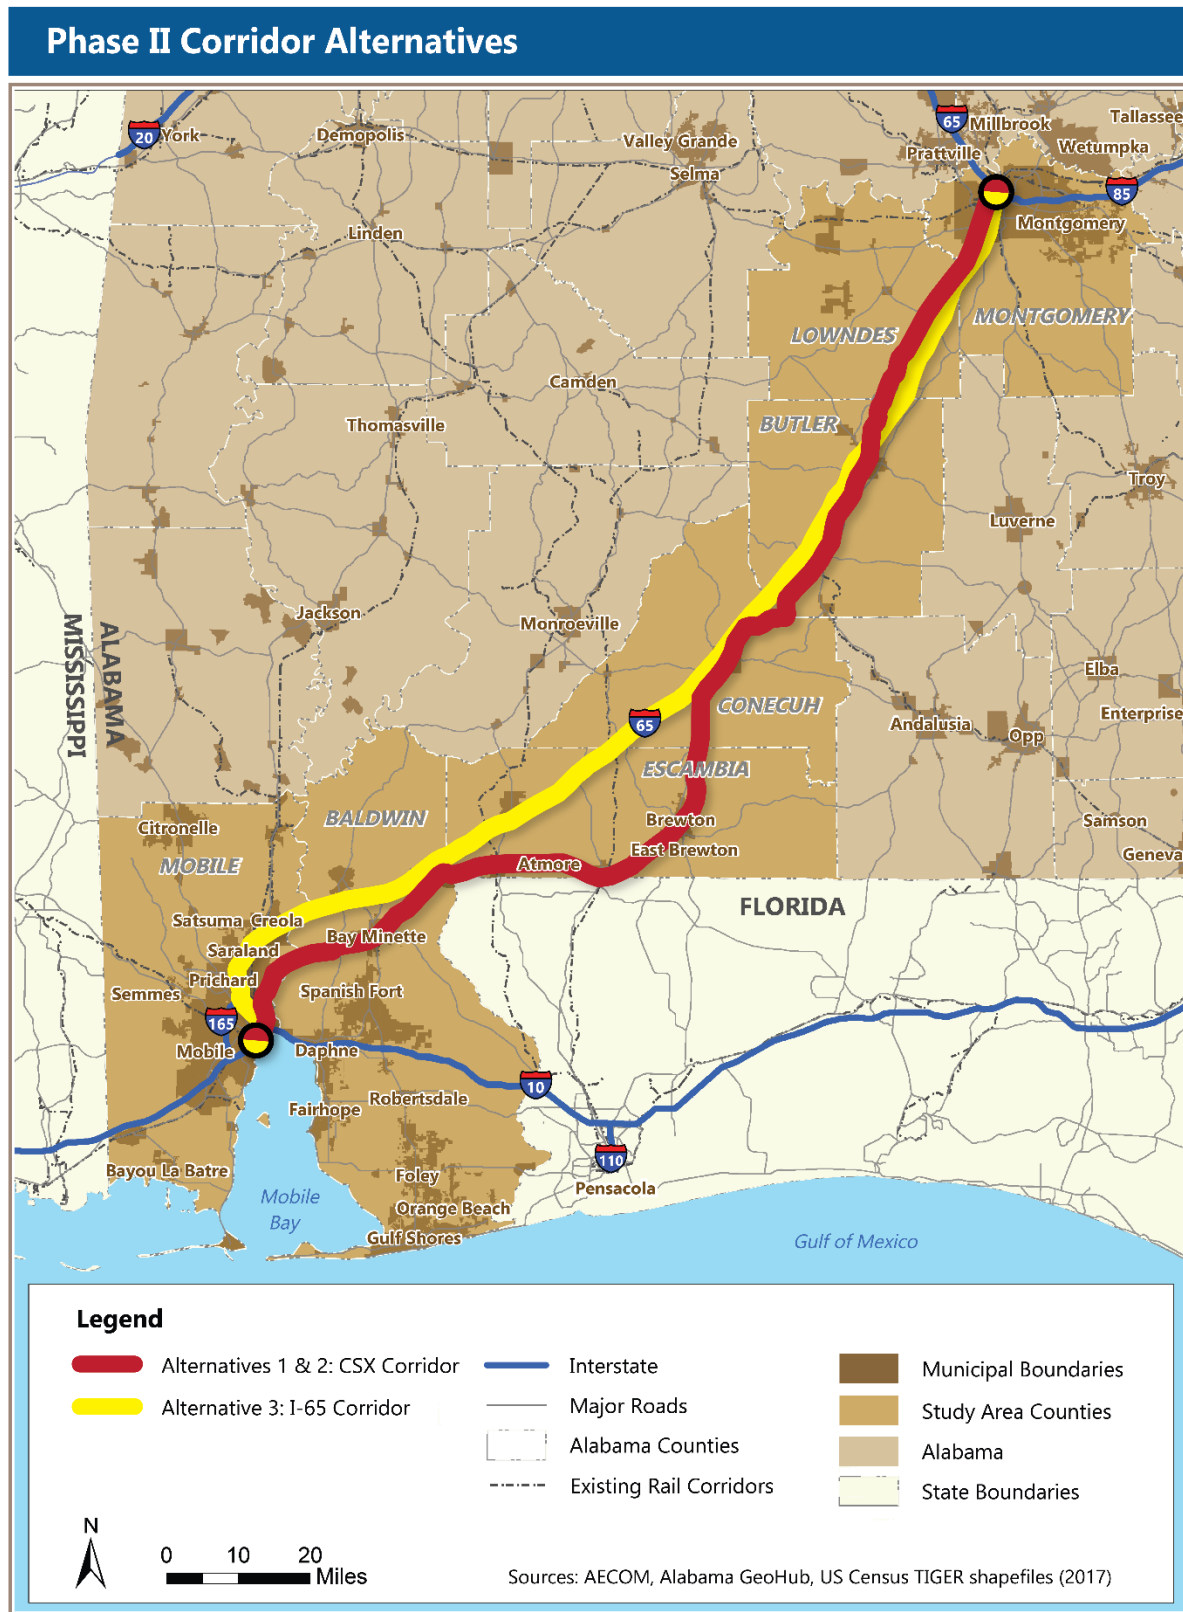 Phase II Corridor Alternatives
65
Millbrook
Tallassee
20
York
Demopolis
Valley Grande
Prattville
Wetumpka
Selma
85
Montgomery
Linden
LOWNDES
MONTGOMERY
Camden
Thomasville
BUTLER
Troy
Luverne
Jackson
Monroeville
MISSISSIPPI
ALABAMA
Elba
65
CONECUH
Andalusia
Opp
Enterprise
ESCAMBIA
BALDWIN
Brewton
Samson
Citronelle
East Brewton
Geneva
MOBILE
Atmore
FLORIDA
Satsuma
Creola
Bay Minette
Saraland
Prichard
Semmes
Spanish Fort
165
Mobile
Daphne
10
Fairhope
Robertsdale
110
Bayou La Batre
Foley
Pensacola
Mobile
Bay
Orange Beach
Gulf Shores
Gulf of Mexico
Legend
Alternatives 1 & 2: CSX Corridor
Alternative 3: I-65 Corridor
Interstate
Major Roads
Alabama Counties
Existing Rail Corridors
Municipal Boundaries
Study Area Counties
Alabama
State Boundaries
N
0 10 20
Miles
Sources: AECOM, Alabama GeoHub, US Census TIGER shapefiles (2017)